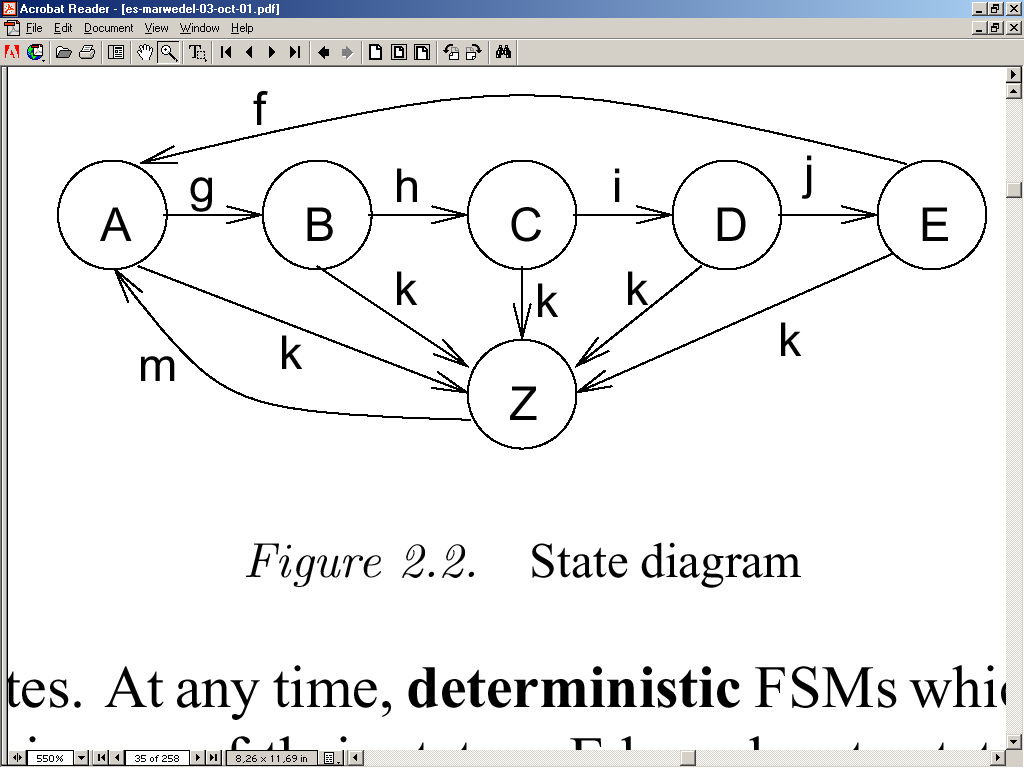 Acrobat Reader - [es-marwedel-03-oct-01.pdf]
File Edit Document View Window Help
f
g h i j
A B C D E
k k k
m k k
Z
Figure 2.2. State diagram
tes. At any time, deterministic FSMs whic
550% 35 of 258 8,26 x 11,69 in